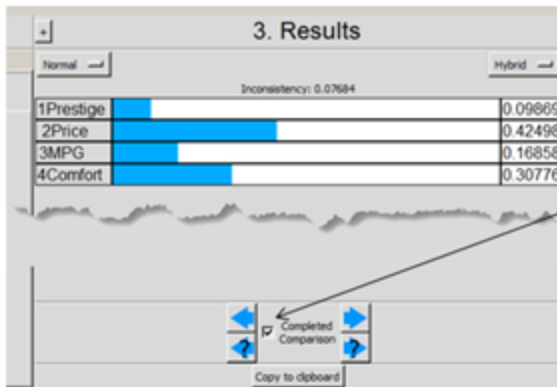 + 3. Results
Normal Hybrid
Inconsistency: 0.07684
1Prestige 0.09869
2Price 0.42498
3MPG 0.16858
4Comfort 0.30776
Completed
Comparison
? ?
Copy to clipboard